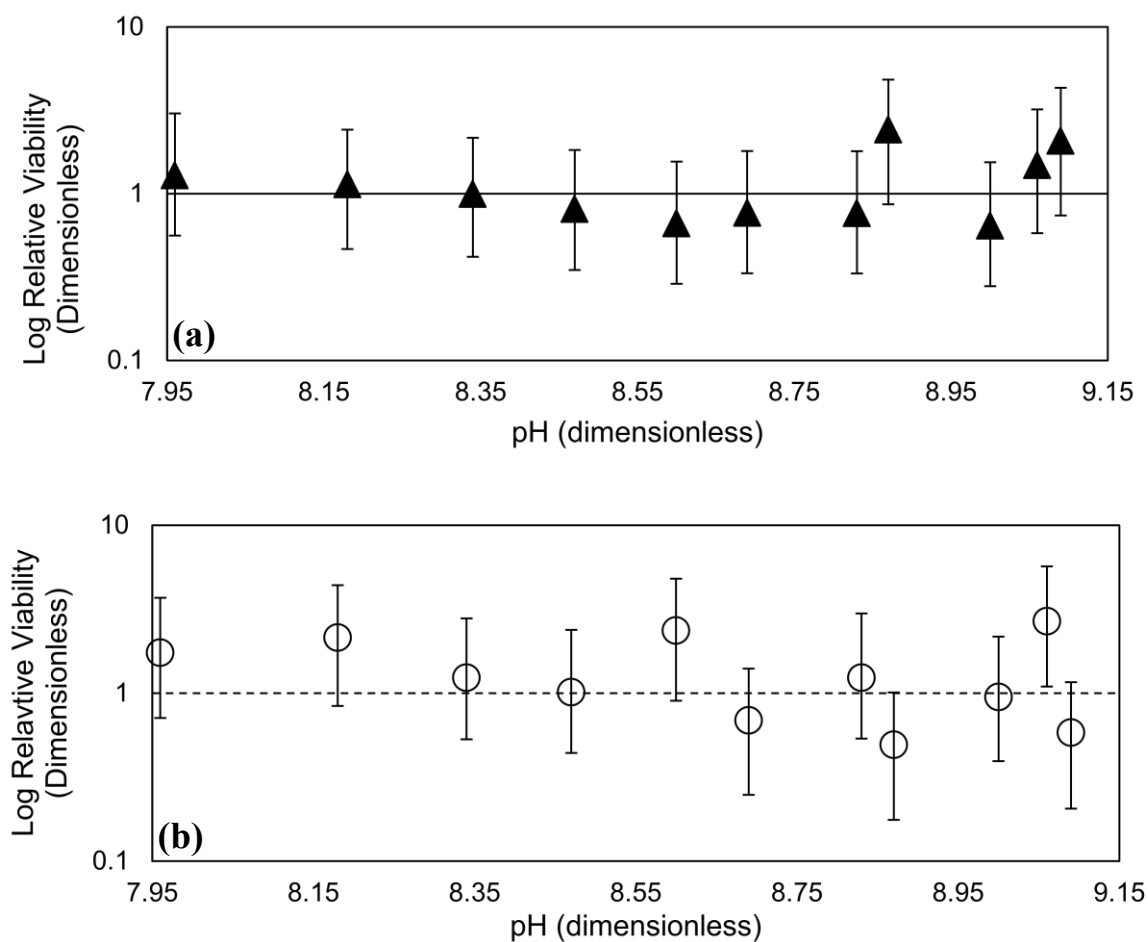 10
1
0.1
Log Relative Viability
(Dimensionless)
(a)
7.95 8.15 8.35 8.55 8.75 8.95 9.15
pH (dimensionless)
10
1
0.1
Log Relavtive Viability
(Dimensionless)
(b)
7.95 8.15 8.35 8.55 8.75 8.95 9.15
pH (dimensionless)